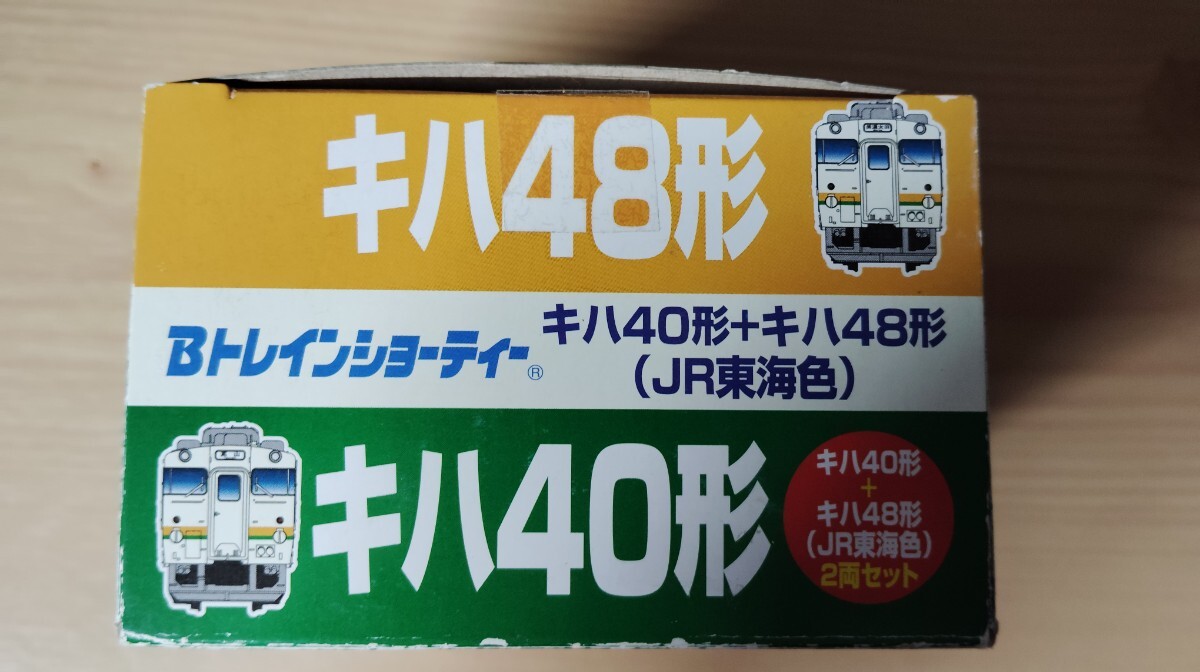 キハ48形
Bトレインショーティー®
キハ40形+キハ48形
(JR東海色)
キハ40形
キハ40形
+
キハ48形
(JR東海色)
2両セット